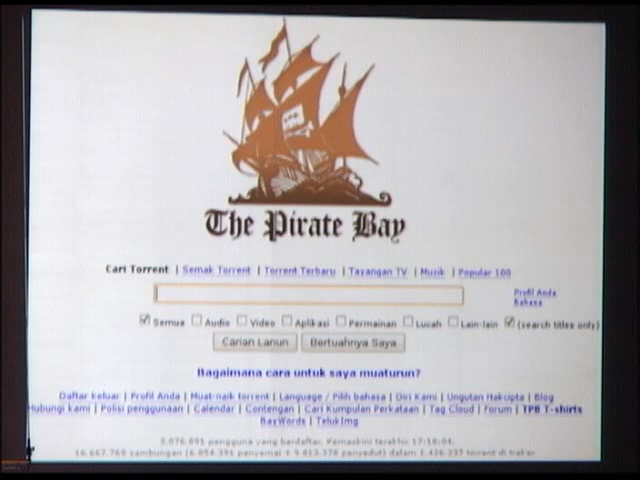 The Pirate Bay
Cari Torrent | Semak Torrent | Torrent Terbaru | Tayangan TV | Muzik | Popular 100
Profil Anda
Bahasa
Semua Audio Video Aplikasi Permainan Lucah Lain-lain (search titles only)
Carian Lanun Bertuahnya Saya
Bagaimana cara untuk saya muaturun?
Daftar keluar | Profil Anda | Muat-naik torrent | Language / Pilih bahasa | Diri Kami | Ungutan Hakcipta | Blog
Hubungi kami | Polisi penggunaan | Calendar | Contengan | Cari Kumpulan Perkataan | Tag Cloud | Forum | TPB T-shirts
BayWords | TelukImg
3.076.891 pengguna yang berdaftar. Kemaskini terakhir 17:18:04.
16.667.769 sambungan (6.854.391 penyemai + 9.813.378 penyedut) dalam 1.426.237 torrent di trakar.